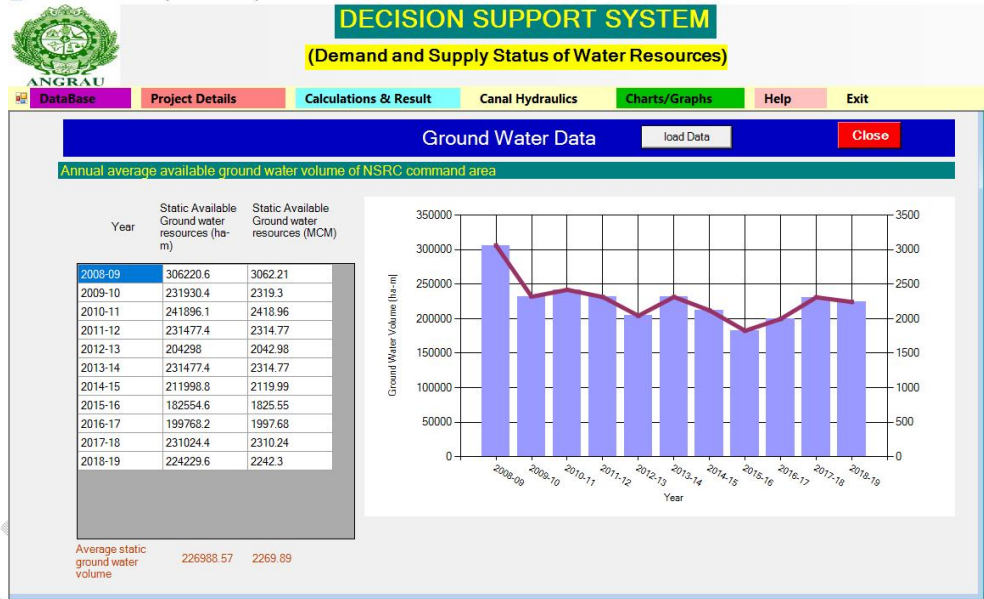 DECISION SUPPORT SYSTEM
(Demand and Supply Status of Water Resources)
ANGRAU
DataBase Project Details Calculations & Result Canal Hydraulics Charts/Graphs Help Exit
Ground Water Data load Data Close
Annual average available ground water volume of NSRC command area
Year
Static Available
Ground water
resources (ha-
m)
Static Available
Ground water
resources (MCM)
2008-09 306220.6 3062.21
2009-10 231930.4 2319.3
2010-11 241896.1 2418.96
2011-12 231477.4 2314.77
2012-13 204298 2042.98
2013-14 231477.4 2314.77
2014-15 211998.8 2119.99
2015-16 182554.6 1825.55
2016-17 199768.2 1997.68
2017-18 231024.4 2310.24
2018-19 224229.6 2242.3
Average static
ground water
volume
226988.57 2269.89
Ground Water Volume (ha-m)
350000 3500
300000 3000
250000 2500
200000 2000
150000 1500
100000 1000
50000 500
0 0
2008-09 2009-10 2010-11 2011-12 2012-13 2013-14 2014-15 2015-16 2016-17 2017-18 2018-19
Year